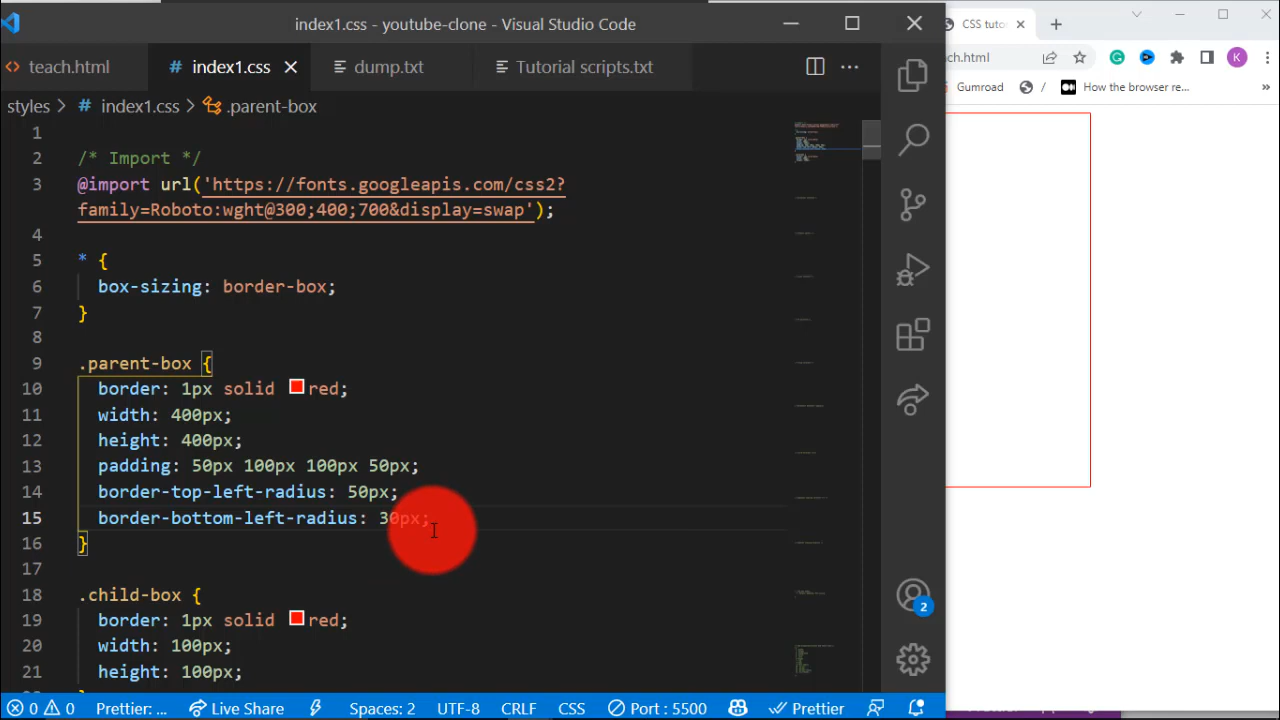 index1.css - youtube-clone - Visual Studio Code
CSS tuto
teach.html
# index1.css
dump.txt
Tutorial scripts.txt
ch.html
K
styles > # index1.css > .parent-box
Gumroad
/
How the browser re...
»
1
2 /* Import */
3 @import url('https://fonts.googleapis.com/css2?
family=Roboto:wght@300;400;700&display=swap');
4
5 * {
6 box-sizing: border-box;
7 }
8
9 .parent-box {
10 border: 1px solid red;
11 width: 400px;
12 height: 400px;
13 padding: 50px 100px 100px 50px;
14 border-top-left-radius: 50px;
15 border-bottom-left-radius: 30px;
16 }
17
18 .child-box {
19 border: 1px solid red;
20 width: 100px;
21 height: 100px;
2
0 0 Prettier: ... Live Share Spaces: 2 UTF-8 CRLF CSS Port : 5500 Prettier